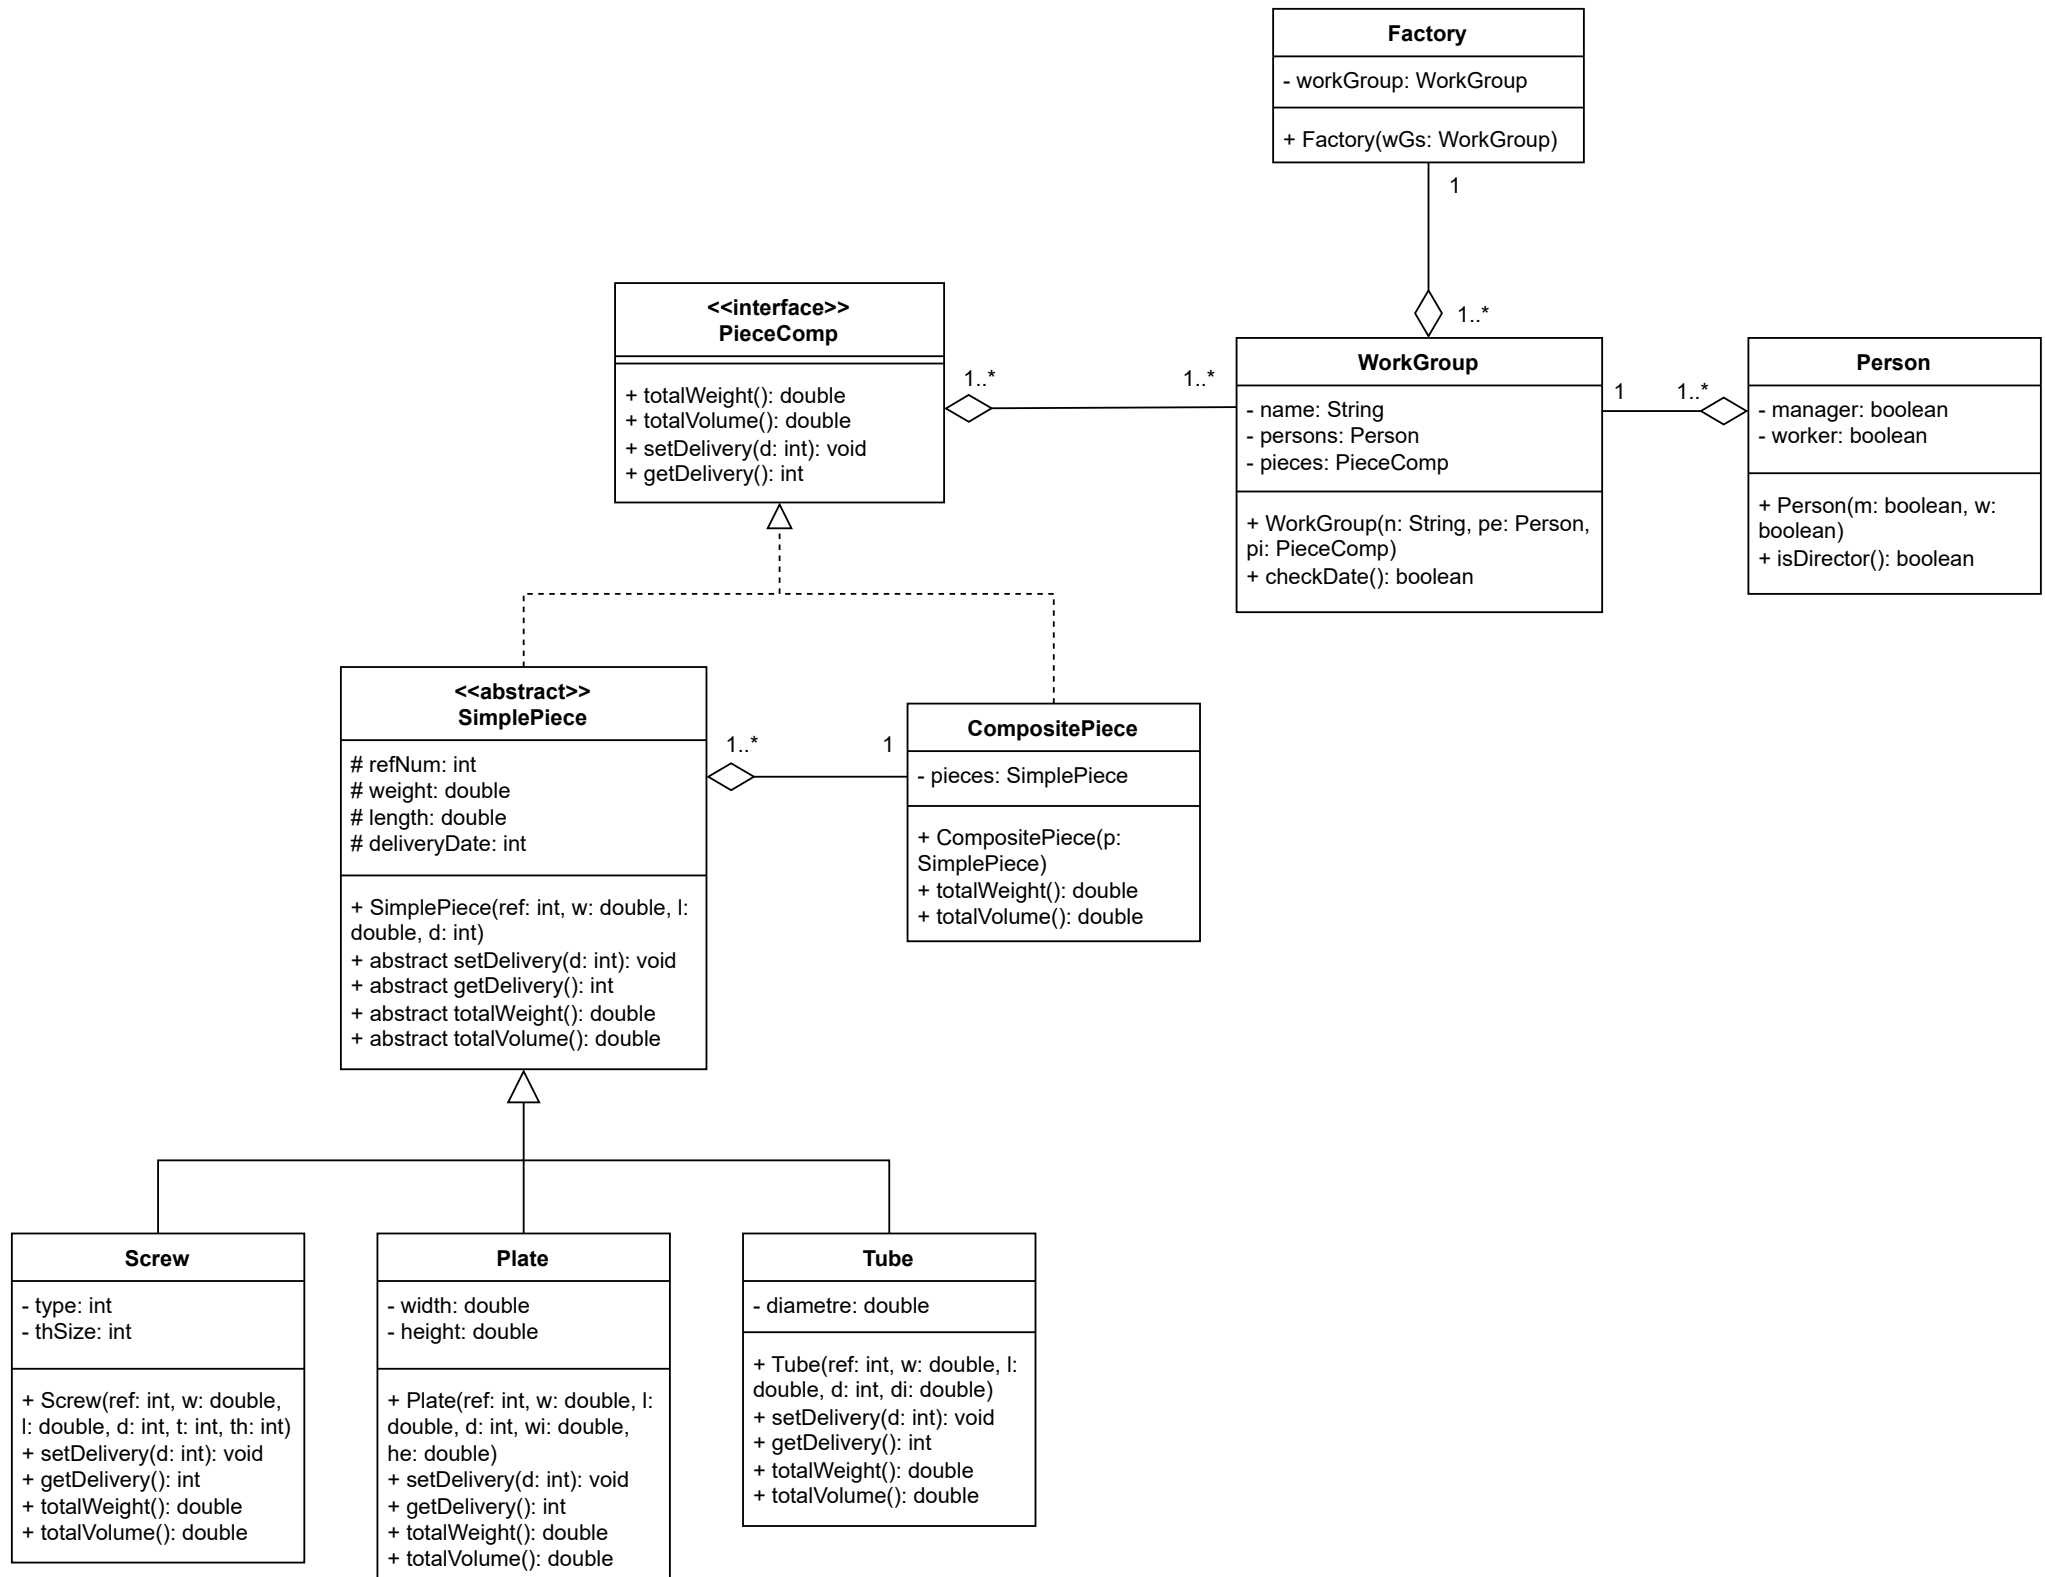 Factory
- workGroup: WorkGroup
+ Factory(wGs: WorkGroup)
1
1..*
<<interface>>
PieceComp
+ totalWeight(): double
+ totalVolume(): double
+ setDelivery(d: int): void
+ getDelivery(): int
1..*
1..*
WorkGroup
- name: String
- persons: Person
- pieces: PieceComp
+ WorkGroup(n: String, pe: Person,
pi: PieceComp)
+ checkDate(): boolean
1
1..*
Person
- manager: boolean
- worker: boolean
+ Person(m: boolean, w:
boolean)
+ isDirector(): boolean
<<abstract>>
SimplePiece
# refNum: int
# weight: double
# length: double
# deliveryDate: int
+ SimplePiece(ref: int, w: double, l:
double, d: int)
+ abstract setDelivery(d: int): void
+ abstract getDelivery(): int
+ abstract totalWeight(): double
+ abstract totalVolume(): double
1..*
1
CompositePiece
- pieces: SimplePiece
+ CompositePiece(p:
SimplePiece)
+ totalWeight(): double
+ totalVolume(): double
Screw
- type: int
- thSize: int
+ Screw(ref: int, w: double,
l: double, d: int, t: int, th: int)
+ setDelivery(d: int): void
+ getDelivery(): int
+ totalWeight(): double
+ totalVolume(): double
Plate
- width: double
- height: double
+ Plate(ref: int, w: double, l:
double, d: int, wi: double,
he: double)
+ setDelivery(d: int): void
+ getDelivery(): int
+ totalWeight(): double
+ totalVolume(): double
Tube
- diametre: double
+ Tube(ref: int, w: double, l:
double, d: int, di: double)
+ setDelivery(d: int): void
+ getDelivery(): int
+ totalWeight(): double
+ totalVolume(): double